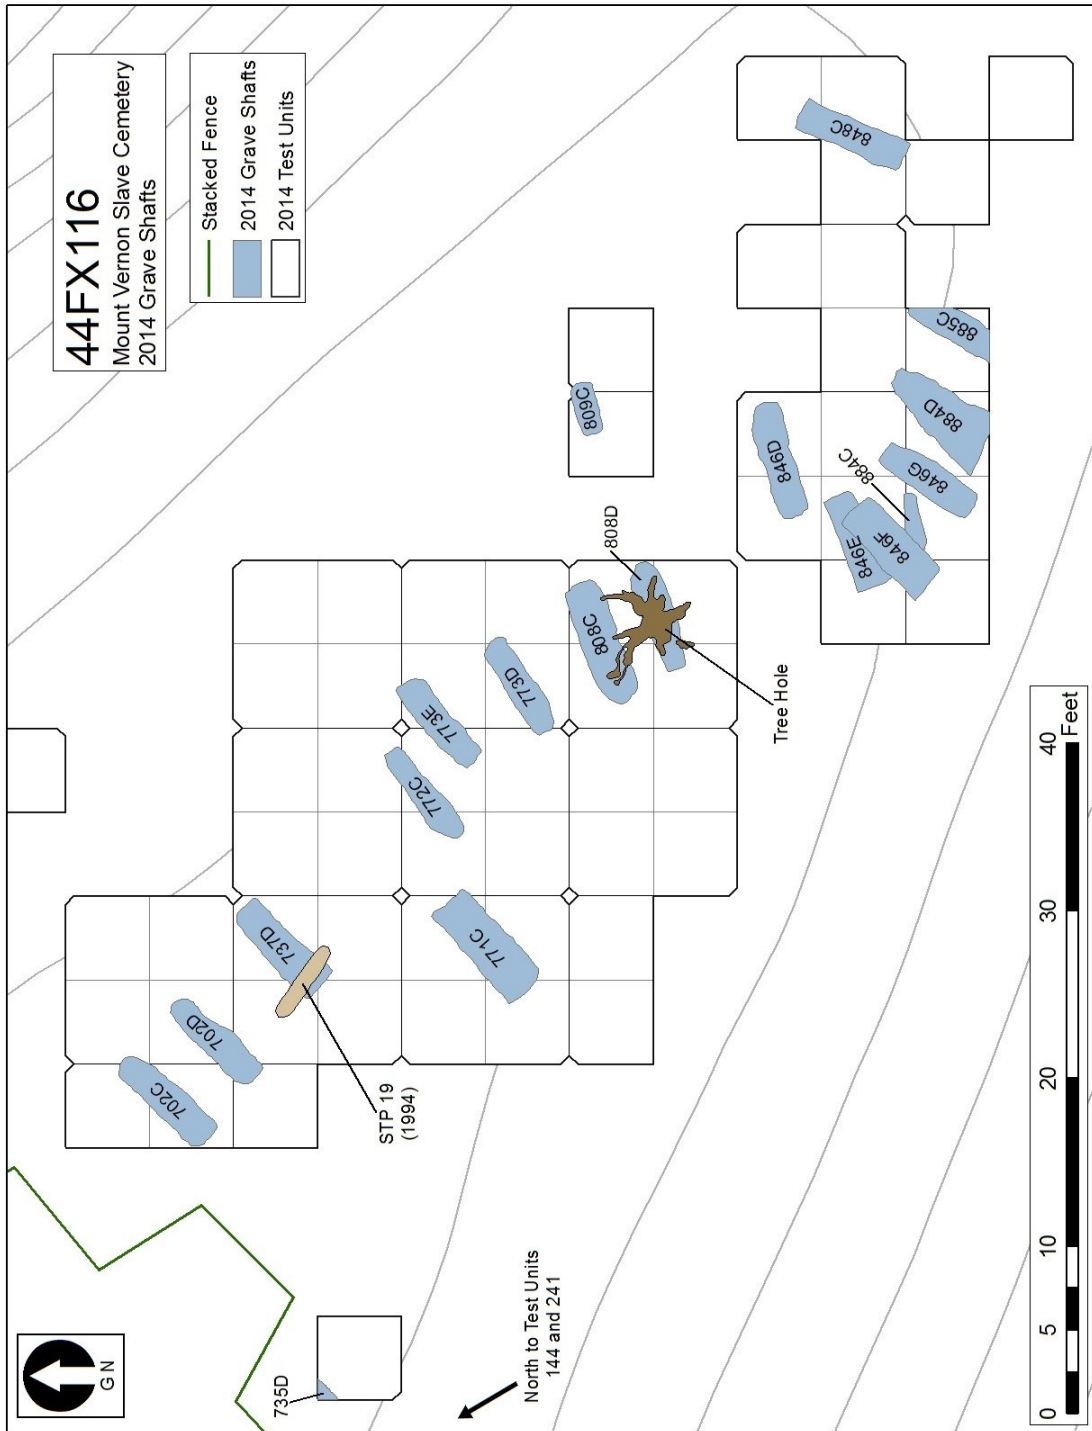 44FX116
Mount Vernon Slave Cemetery
2014 Grave Shafts
Stacked Fence
2014 Grave Shafts
2014 Test Units
GN
735D
North to Test Units
144 and 241
702C
702D
737D
STP 19
(1994)
771C
772C
773E
773D
808C
808D
Tree Hole
809C
846D
846E
846F
884C
846G
884D
885C
848C
0
5
10
20
30
40
Feet